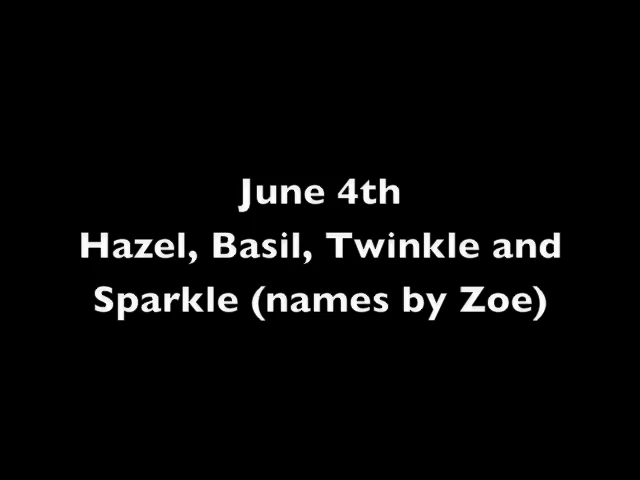 June 4th
Hazel, Basil, Twinkle and
Sparkle (names by Zoe)